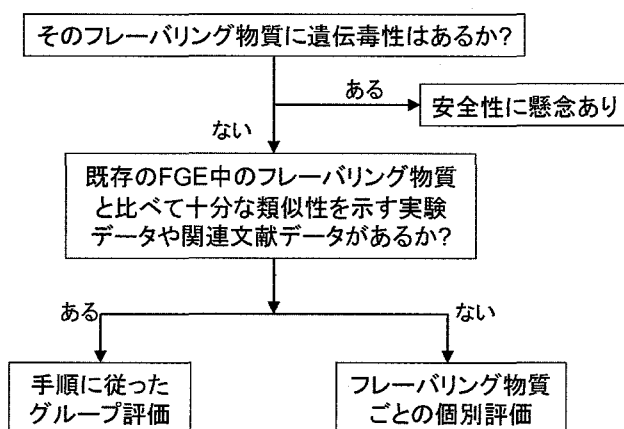 そのフレーバリング物質に遺伝毒性はあるか?
ある
安全性に懸念あり
ない
既存のFGE中のフレーバリング物質
と比べて十分な類似性を示す実験
データや関連文献データがあるか?
ある
ない
手順に従った
グループ評価
フレーバリング物質
ごとの個別評価